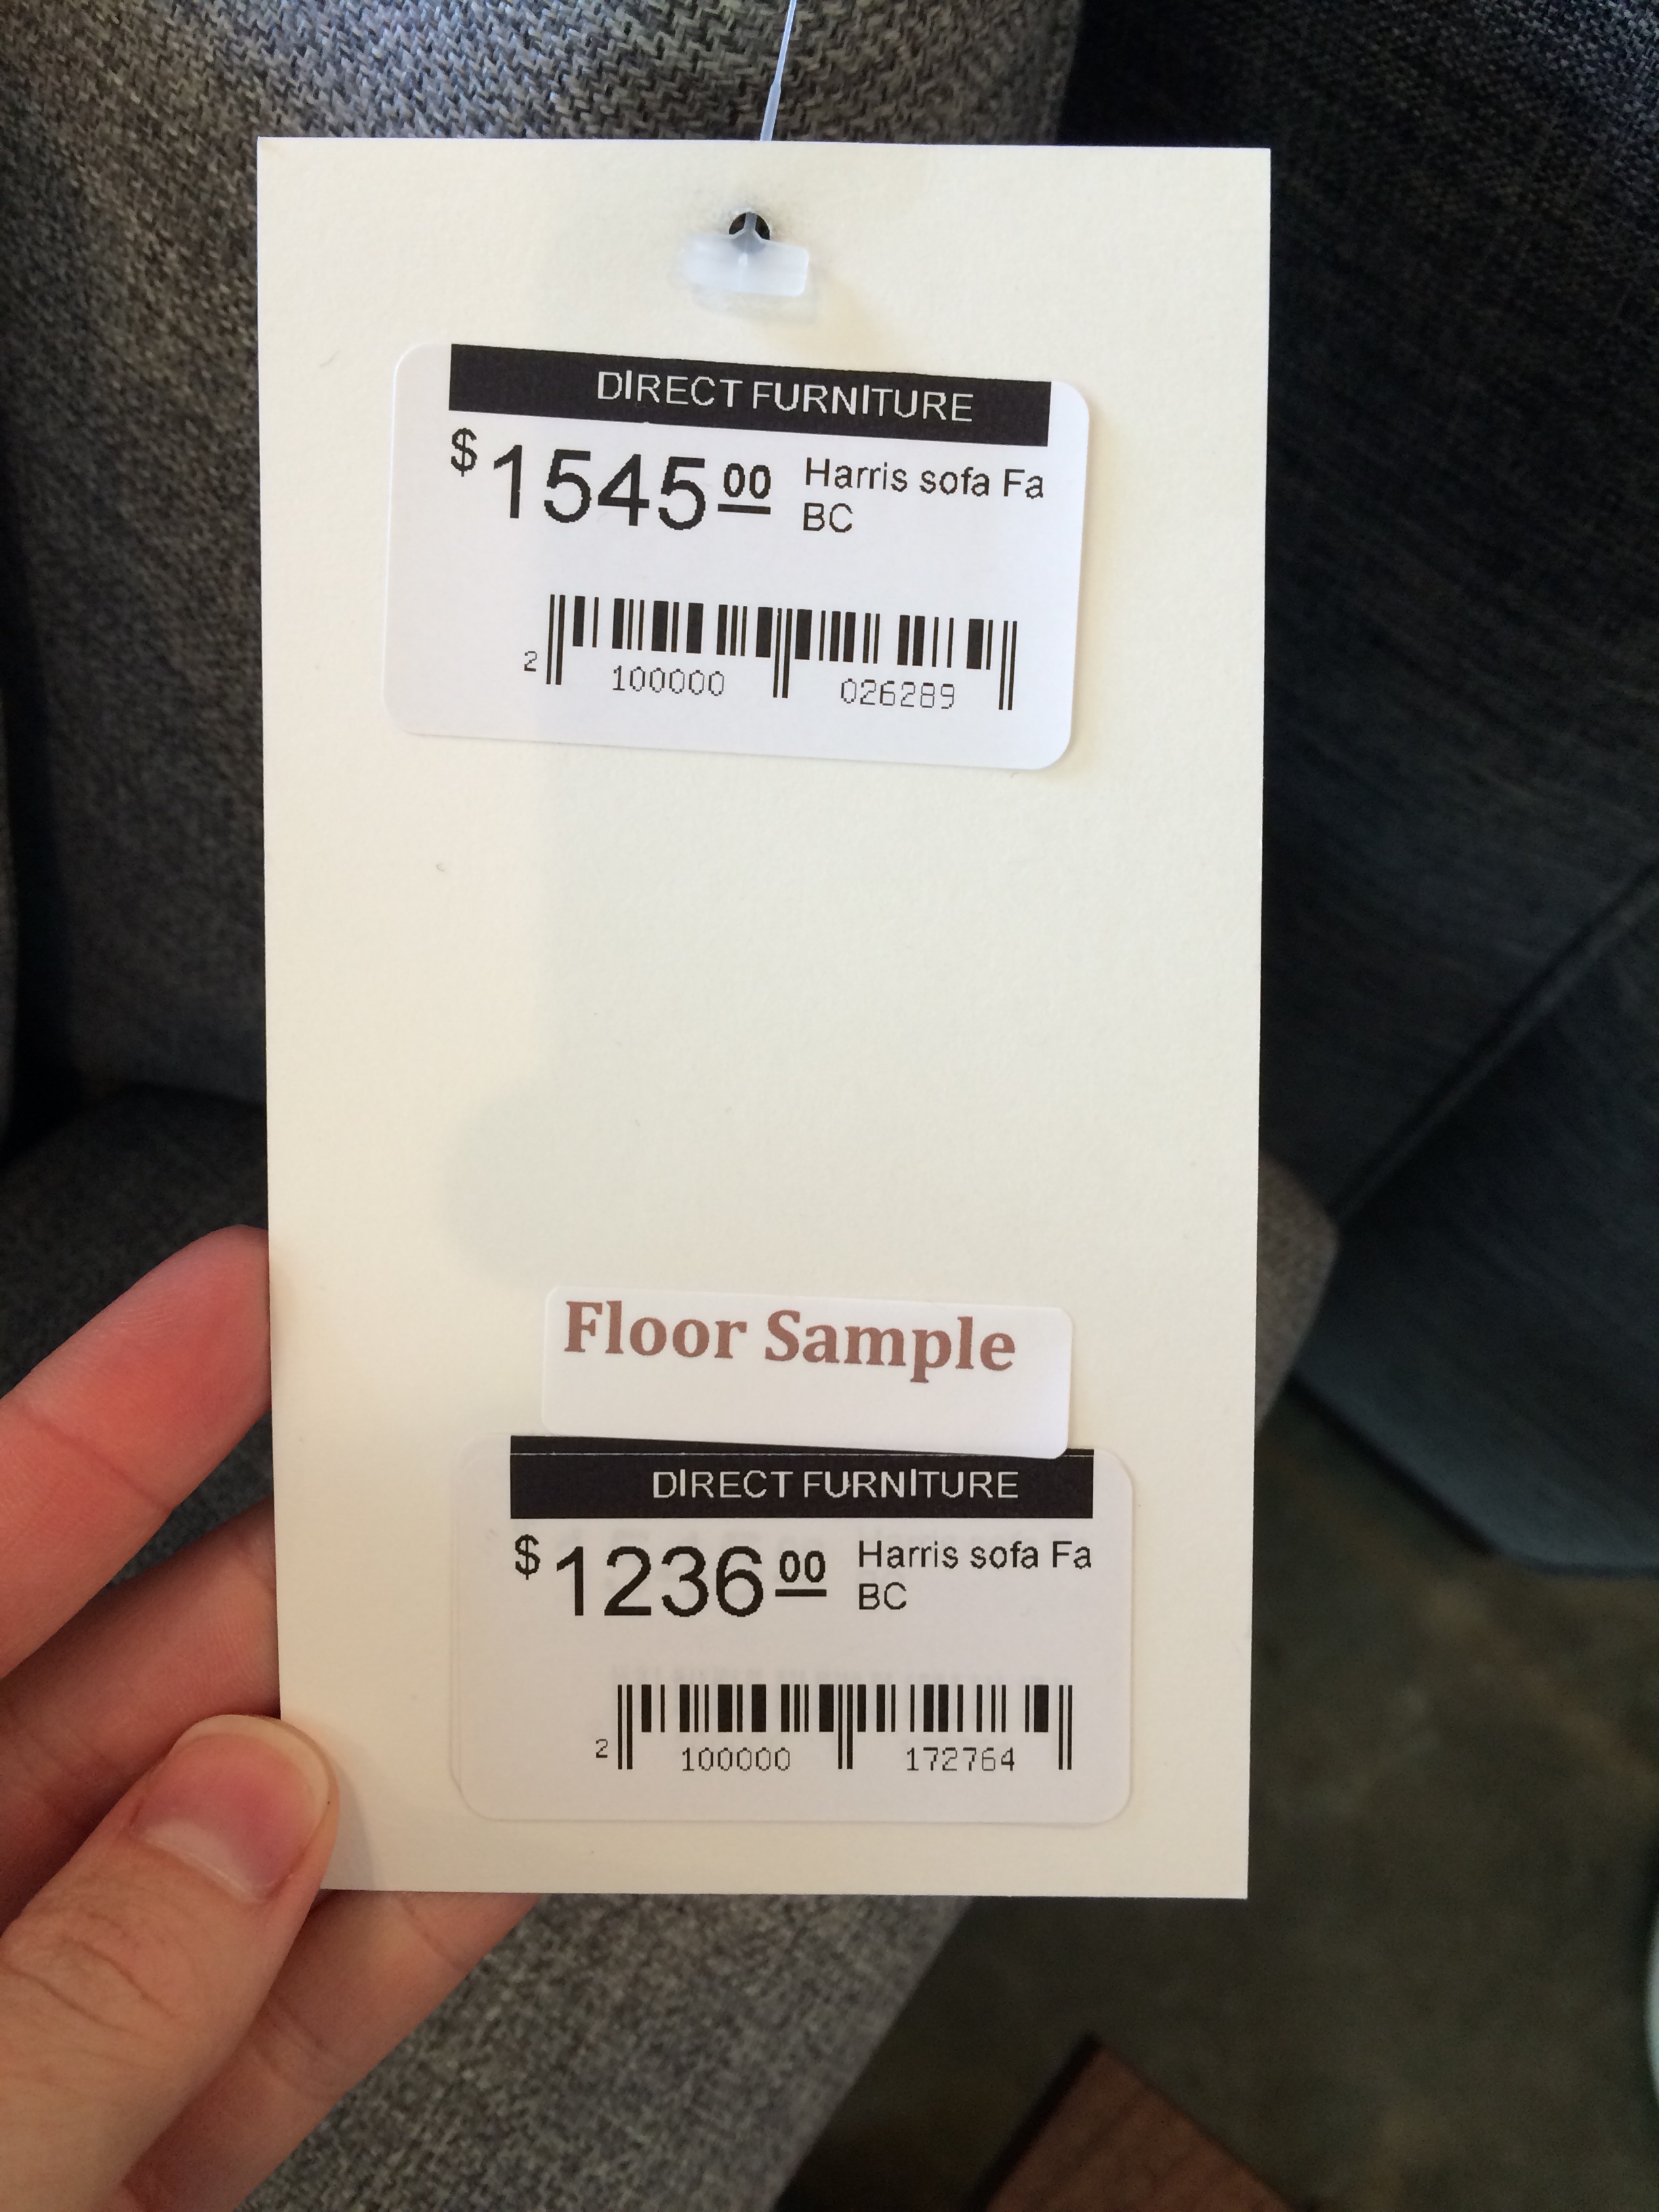 DIRECT FURNITURE
$1545.00 Harris sofa Fa
BC
2 100000 026289
Floor Sample
DIRECT FURNITURE
$1236.00 Harris sofa Fa
BC
2 100000 172764